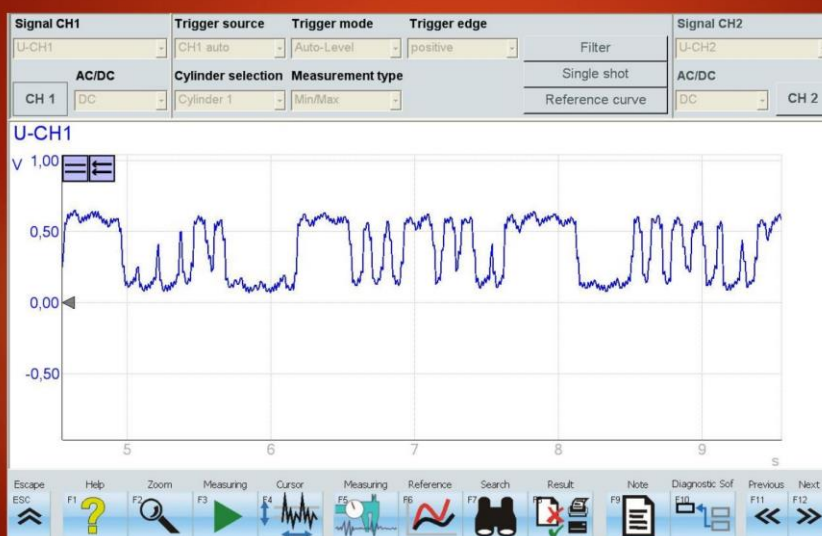 Signal CH1 Trigger source Trigger mode Trigger edge Signal CH2
U-CH1 CH1 auto Auto-Level positive Filter U-CH2
AC/DC Cylinder selection Measurement type Single shot AC/DC
CH 1 DC Cylinder 1 Min/Max Reference curve DC CH 2
U-CH1
V 1,00
0,50
0,00
-0,50
5 6 7 8 9
s
Escape Help Zoom Measuring Cursor Measuring Reference Search Result Note Diagnostic Sof Previous Next
ESC F1 F2 F3 F4 F5 F6 F7 F9 F10 F11 F12